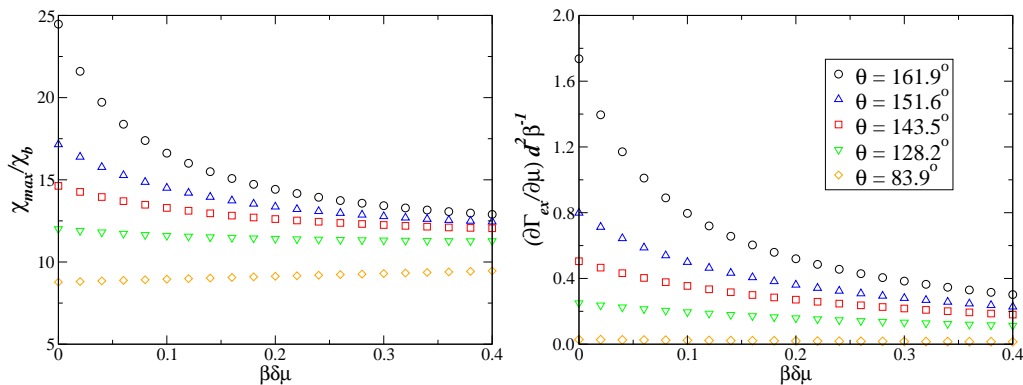 χmax/χb
25
20
15
10
5
0
0.1
0.2
0.3
0.4
βδμ
(∂Γex/∂μ) d²β⁻¹
2.0
1.6
1.2
0.8
0.4
0.0
0
0.1
0.2
0.3
0.4
βδμ
θ = 161.9°
θ = 151.6°
θ = 143.5°
θ = 128.2°
θ = 83.9°